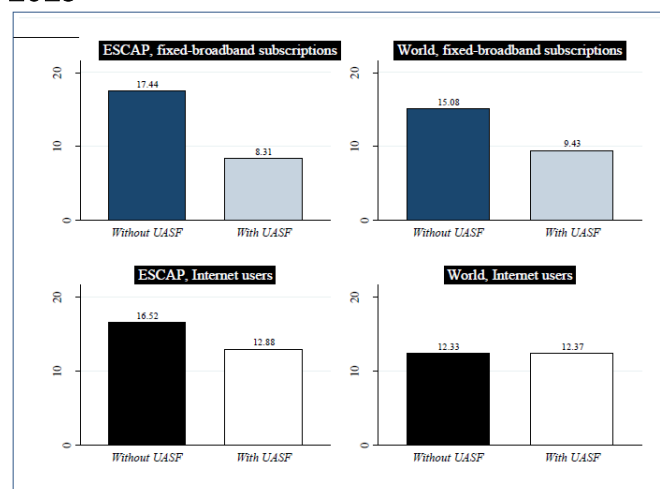 ESCAP, fixed-broadband subscriptions
20
10
0
17.44
8.31
Without UASF
With UASF
World, fixed-broadband subscriptions
20
10
0
15.08
9.43
Without UASF
With UASF
ESCAP, Internet users
20
10
0
16.52
12.88
Without UASF
With UASF
World, Internet users
20
10
0
12.33
12.37
Without UASF
With UASF